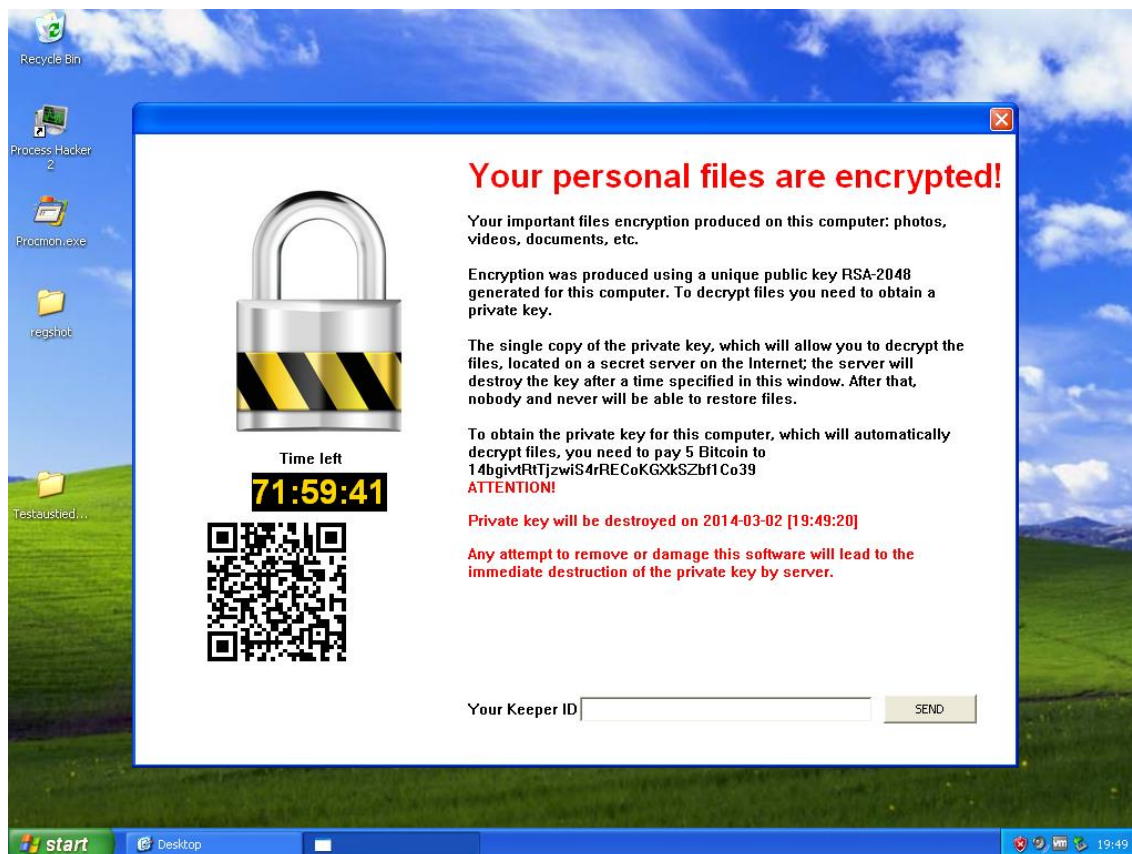 Recycle Bin
Process Hacker
2
Procmon.exe
regshot
Testaustied...
Your personal files are encrypted!
Your important files encryption produced on this computer: photos,
videos, documents, etc.
Encryption was produced using a unique public key RSA-2048
generated for this computer. To decrypt files you need to obtain a
private key.
The single copy of the private key, which will allow you to decrypt the
files, located on a secret server on the Internet; the server will
destroy the key after a time specified in this window. After that,
nobody and never will be able to restore files.
To obtain the private key for this computer, which will automatically
decrypt files, you need to pay 5 Bitcoin to
14bgivtRtTjzwiS4rRECoKGXkSZbf1Co39
ATTENTION!
Private key will be destroyed on 2014-03-02 [19:49:20]
Any attempt to remove or damage this software will lead to the
immediate destruction of the private key by server.
Time left
71:59:41
Your Keeper ID
SEND
start
Desktop
vm
19:49